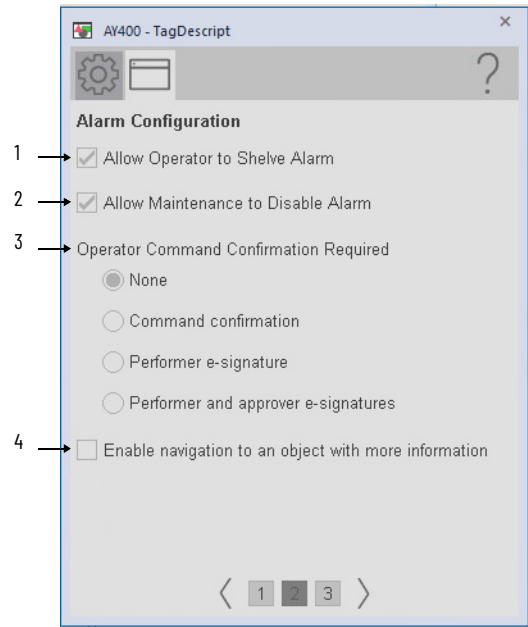 AY400 - TagDescript
?
Alarm Configuration
1 Allow Operator to Shelve Alarm
2 Allow Maintenance to Disable Alarm
3 Operator Command Confirmation Required
None
Command confirmation
Performer e-signature
Performer and approver e-signatures
4 Enable navigation to an object with more information
1 2 3